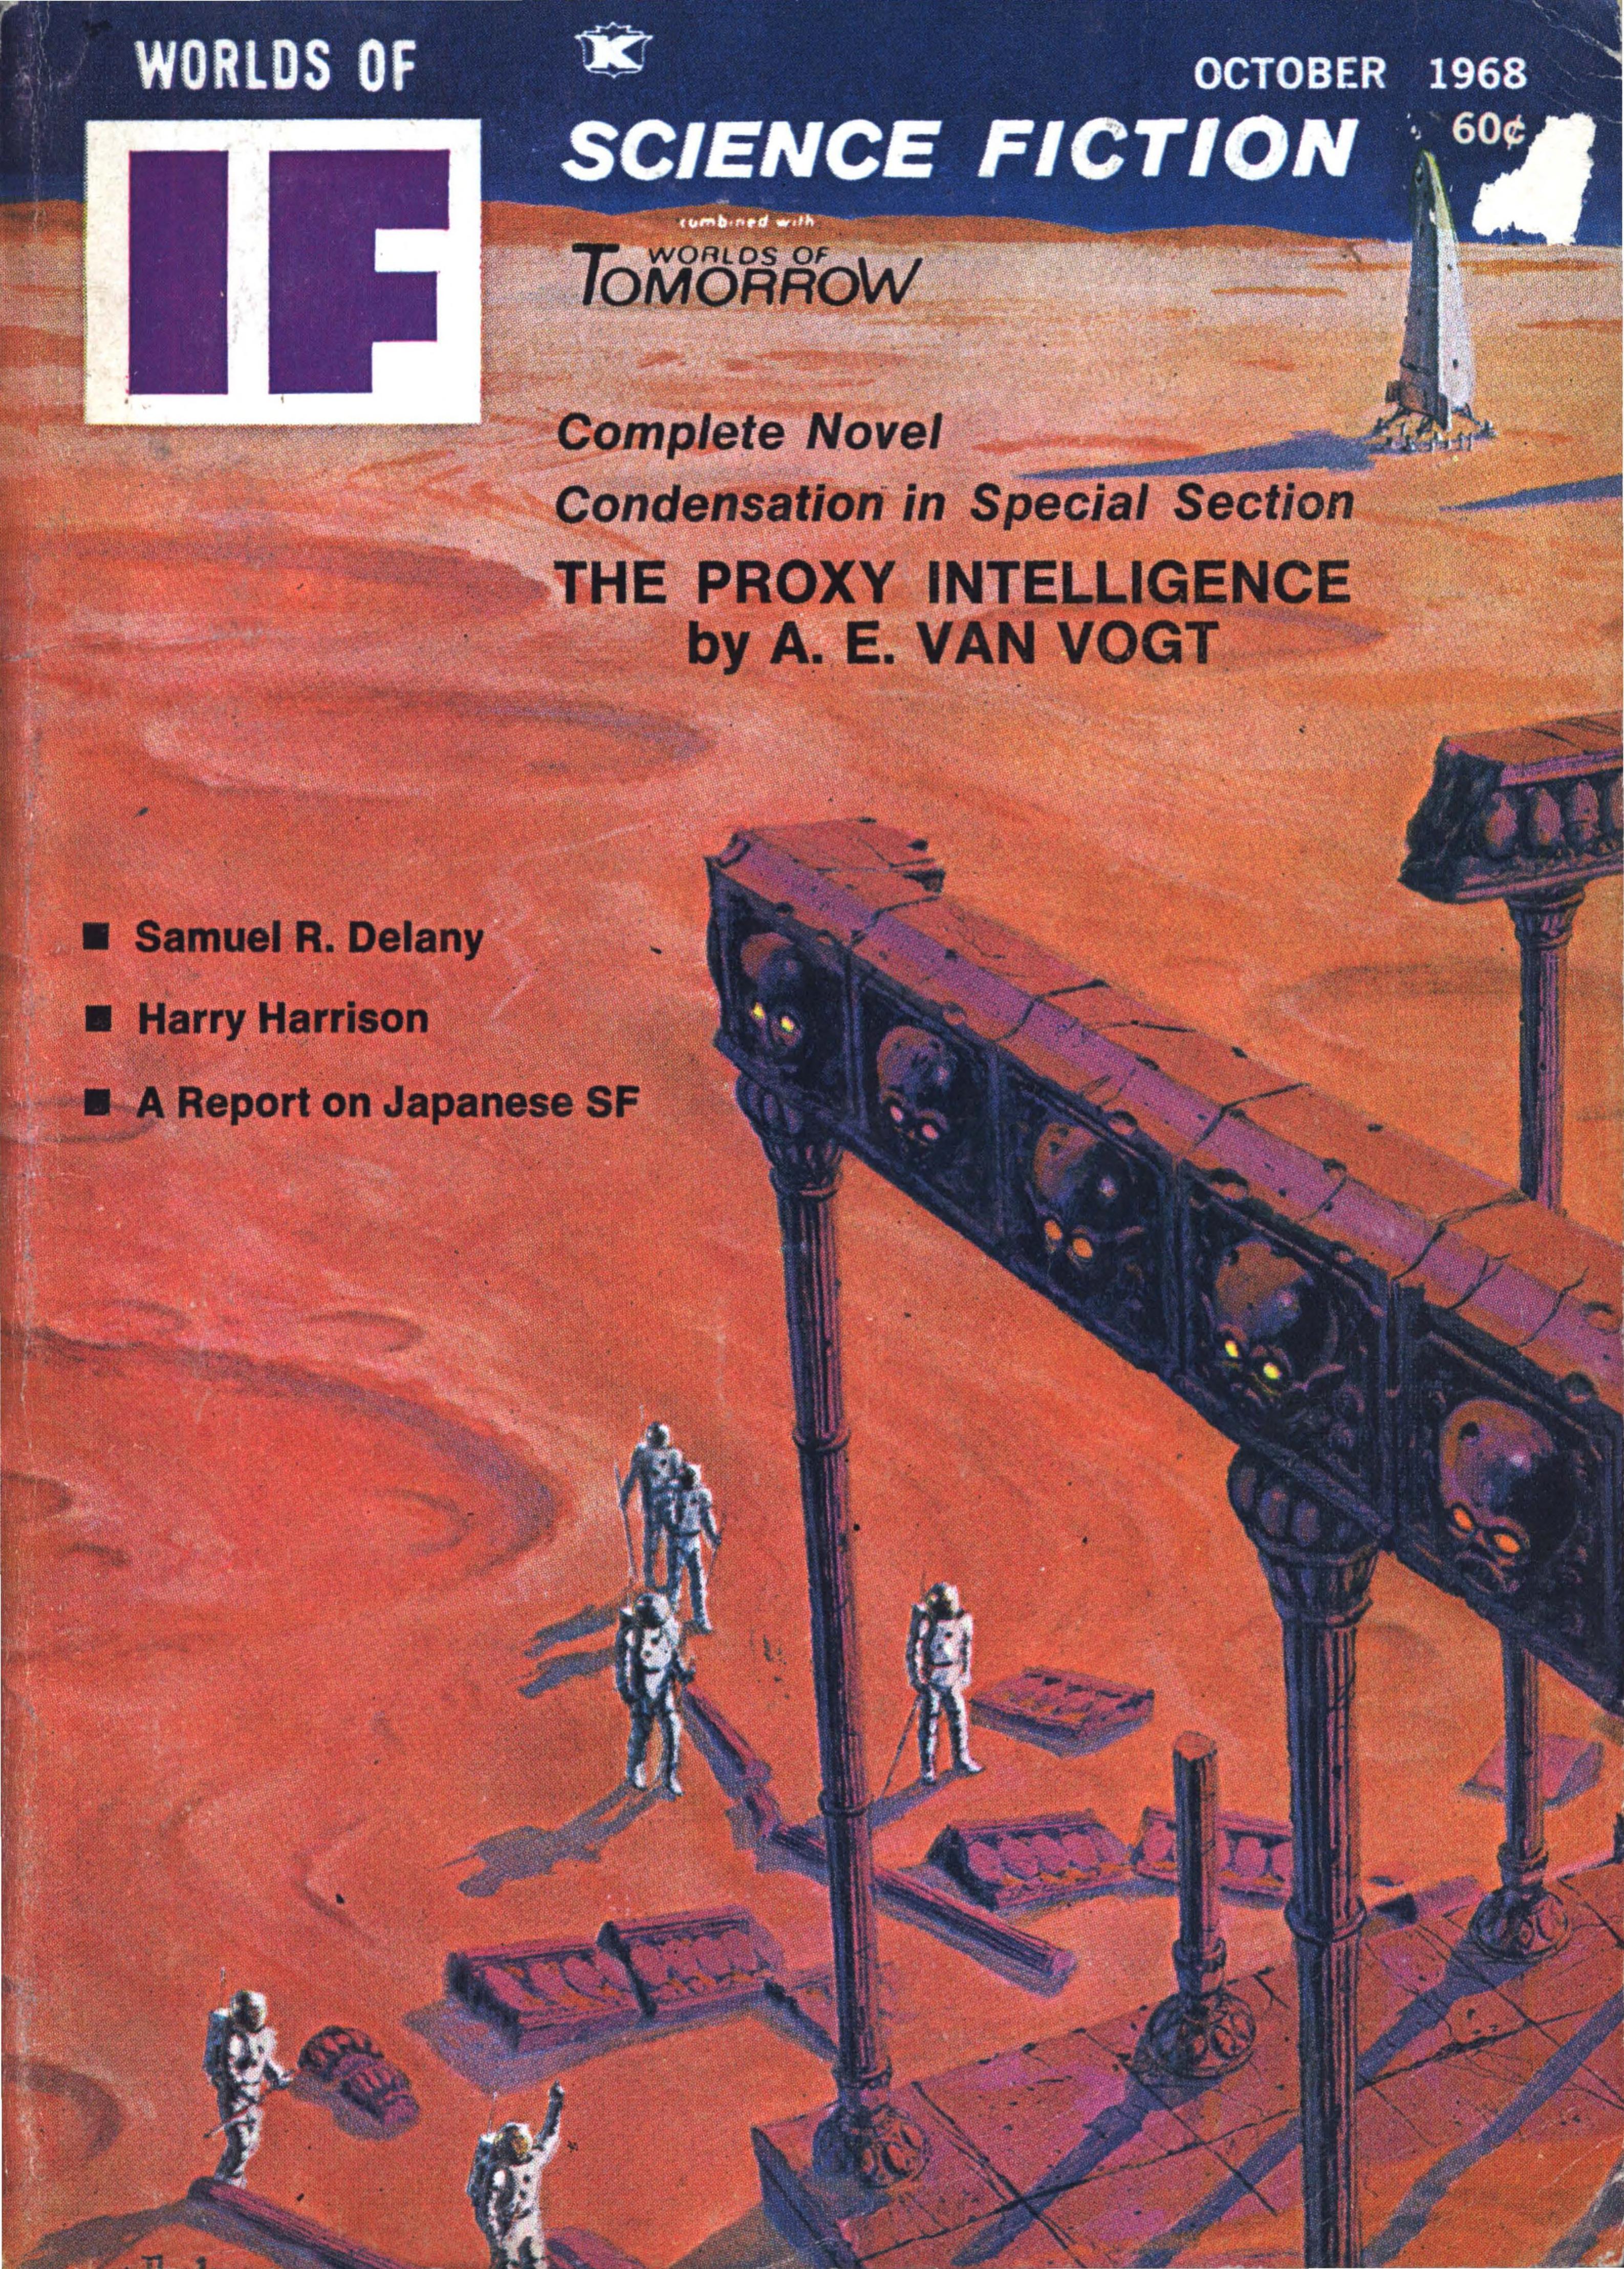 WORLDS OF
IF
K
OCTOBER 1968
60¢
SCIENCE FICTION
combined with
WORLDS OF
TOMORROW
Complete Novel
Condensation in Special Section
THE PROXY INTELLIGENCE
by A. E. VAN VOGT
■ Samuel R. Delany
■ Harry Harrison
■ A Report on Japanese SF